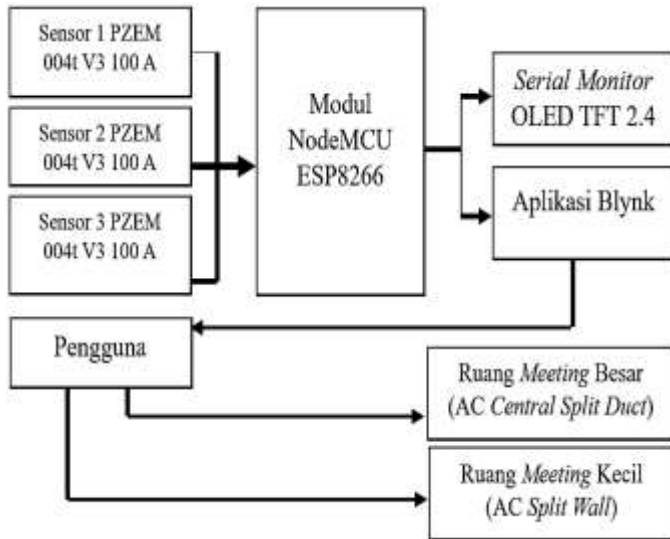 Sensor 1 PZEM
004t V3 100 A
Sensor 2 PZEM
004t V3 100 A
Sensor 3 PZEM
004t V3 100 A
Modul
NodeMCU
ESP8266
Serial Monitor
OLED TFT 2.4
Aplikasi Blynk
Pengguna
Ruang Meeting Besar
(AC Central Split Duct)
Ruang Meeting Kecil
(AC Split Wall)